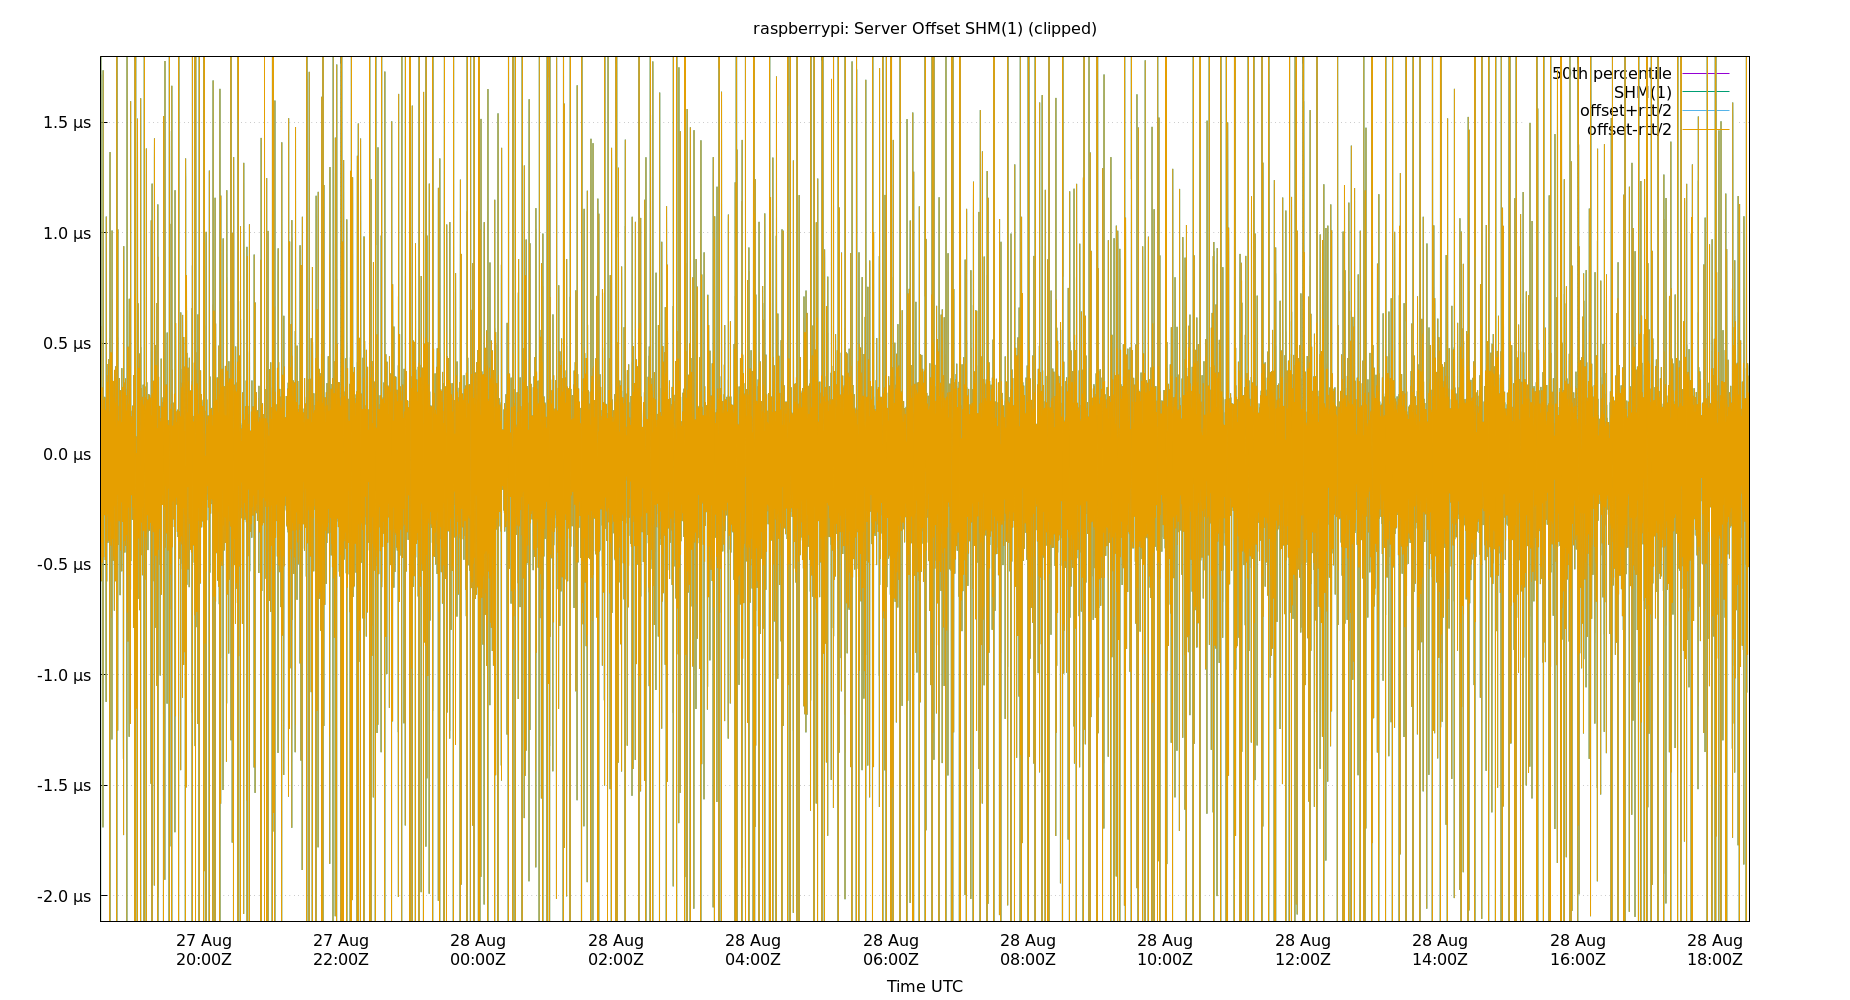 raspberrypi: Server Offset SHM(1) (clipped)
50th percentile
SHM(1)
offset+rtt/2
offset-rtt/2
1.5 µs
1.0 µs
0.5 µs
0.0 µs
-0.5 µs
-1.0 µs
-1.5 µs
-2.0 µs
27 Aug 27 Aug 28 Aug 28 Aug 28 Aug 28 Aug 28 Aug 28 Aug 28 Aug 28 Aug 28 Aug 28 Aug
20:00Z 22:00Z 00:00Z 02:00Z 04:00Z 06:00Z 08:00Z 10:00Z 12:00Z 14:00Z 16:00Z 18:00Z
Time UTC